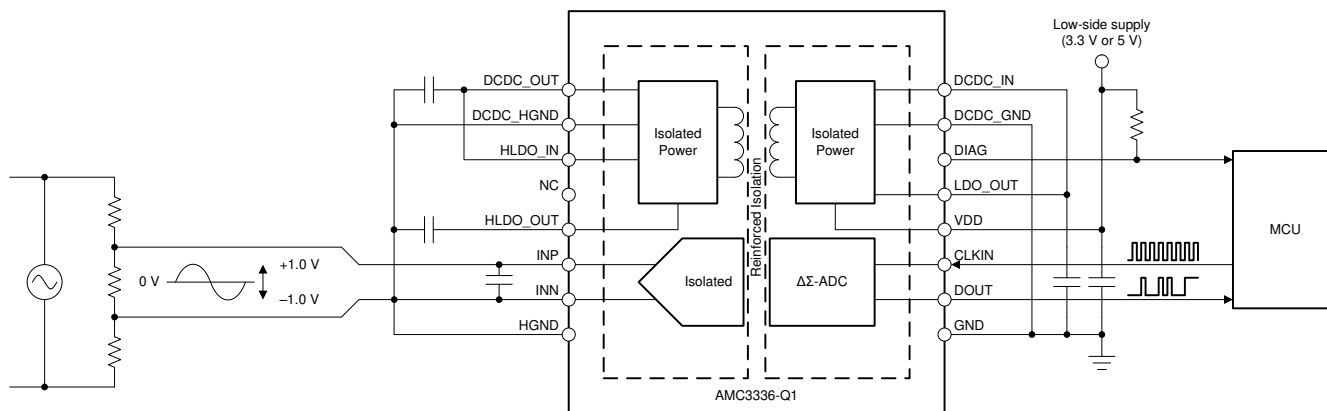 Low-side supply
(3.3 V or 5 V)
DCDC_OUT
DCDC_HGND
HLDO_IN
NC
HLDO_OUT
INP
INN
HGND
Isolated
Power
Reinforced Isolation
Isolated
Power
Isolated
ΔΣ-ADC
DCDC_IN
DCDC_GND
DIAG
LDO_OUT
VDD
CLKIN
DOUT
GND
MCU
0 V
+1.0 V
–1.0 V
AMC3336-Q1